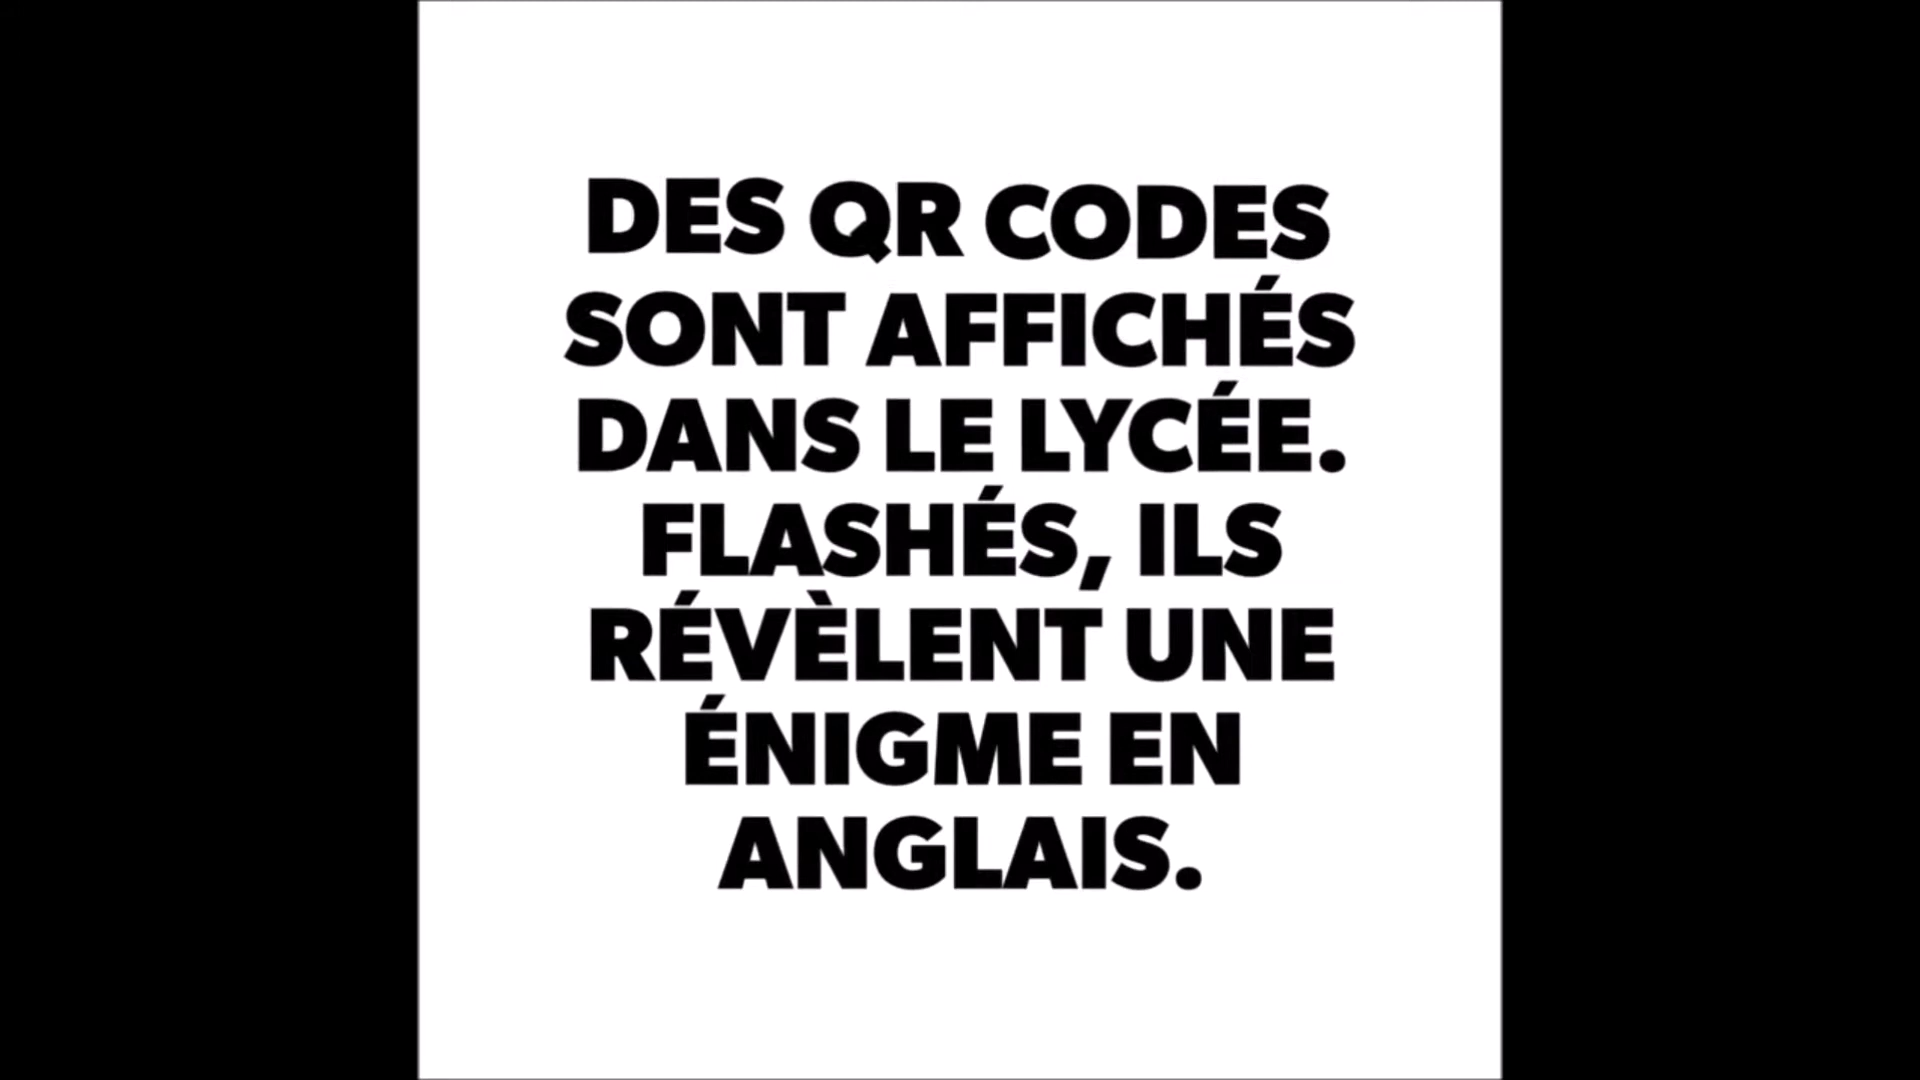 DES QR CODES
SONT AFFICHÉS
DANS LE LYCÉE.
FLASHÉS, ILS
RÉVÈLENT UNE
ÉNIGME EN
ANGLAIS.